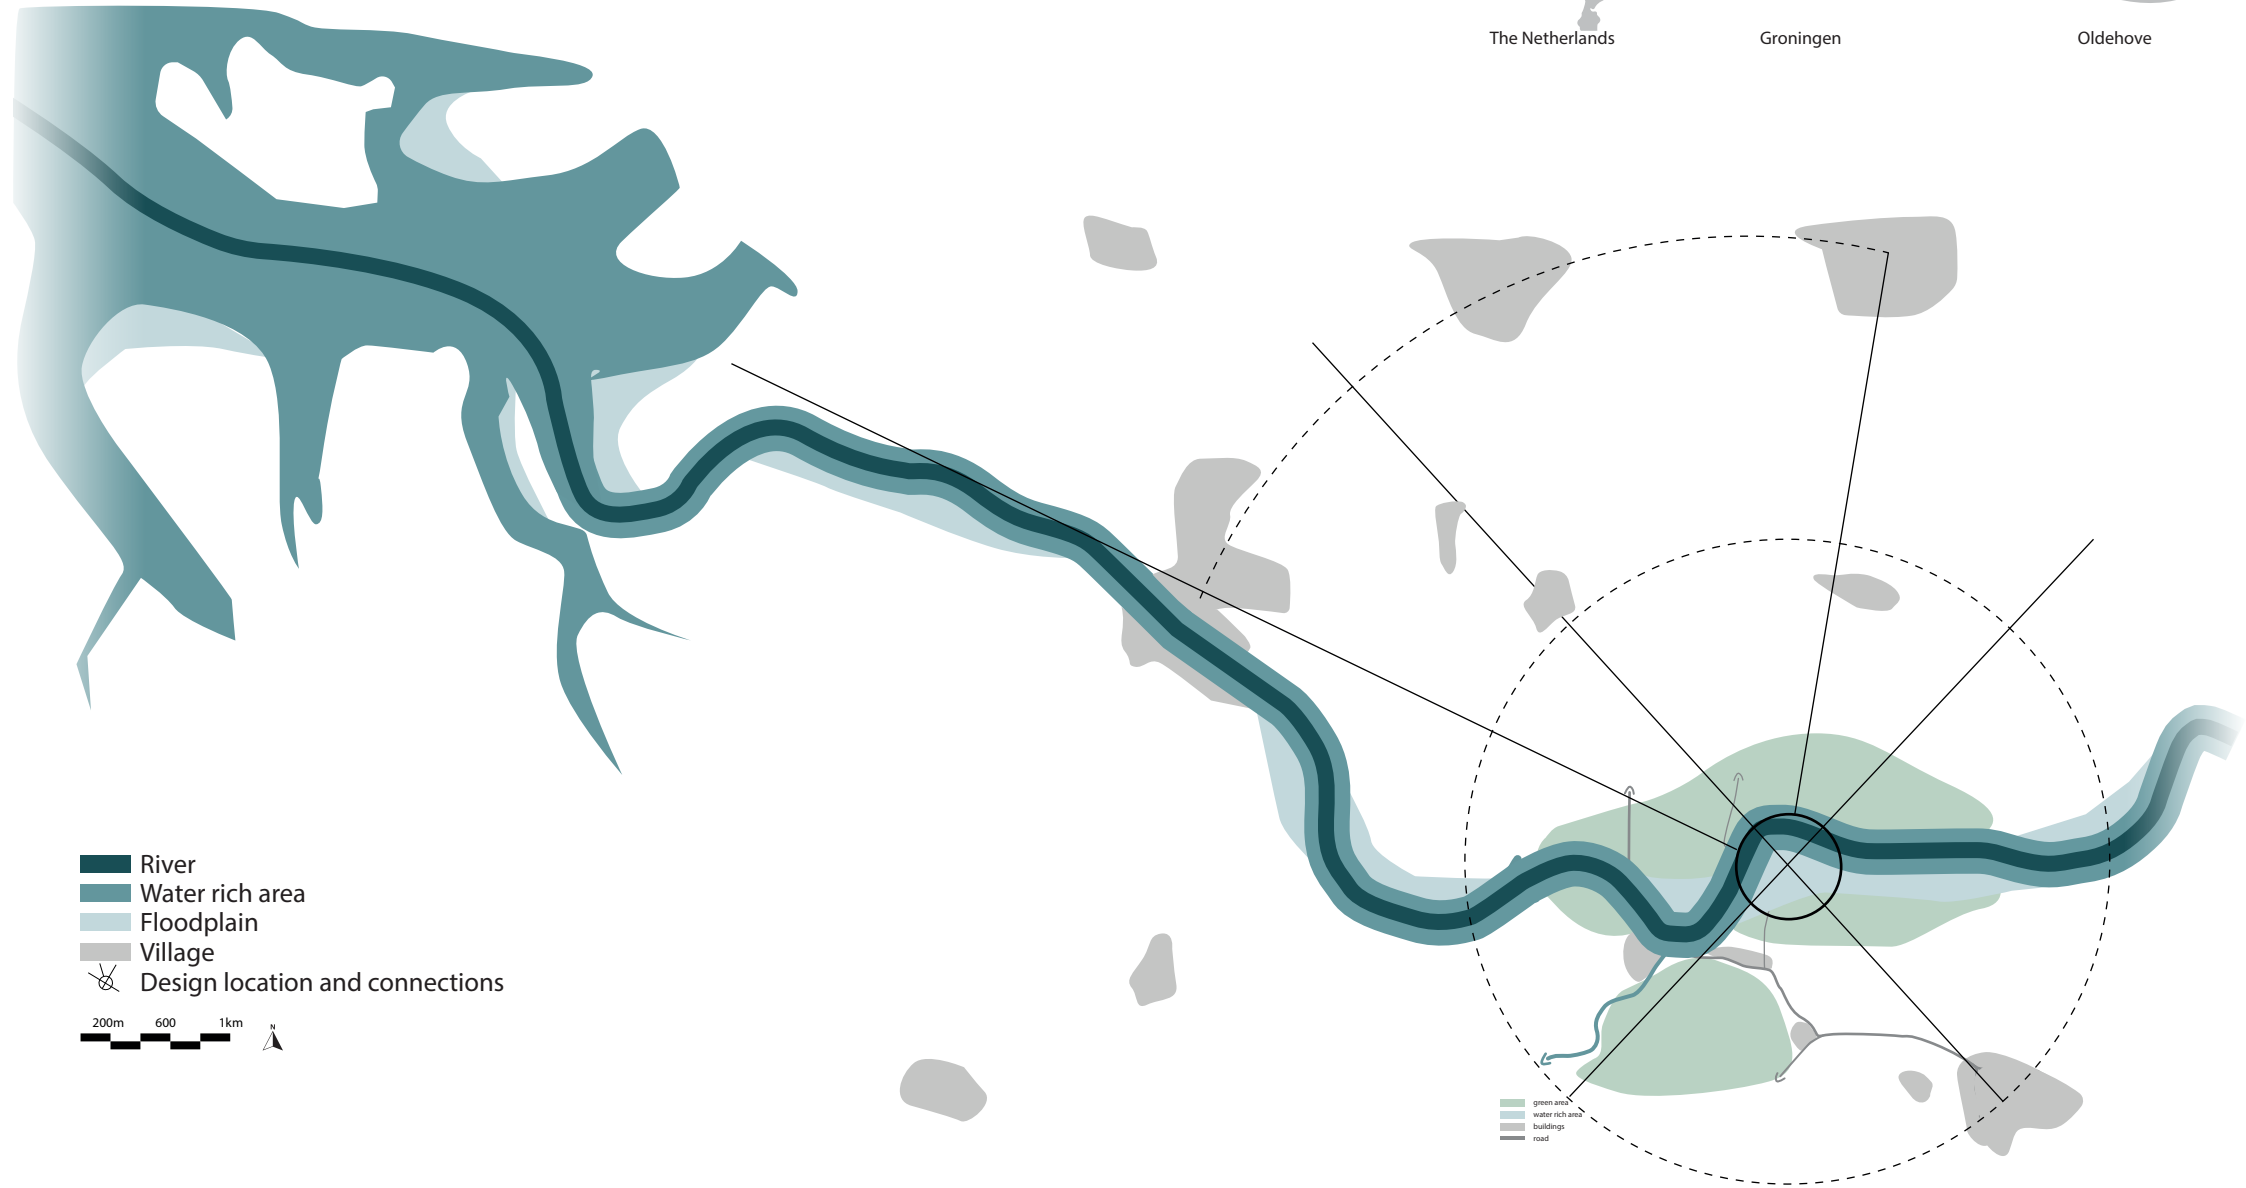 The Netherlands
Groningen
Oldehove
River
Water rich area
Floodplain
Village
Design location and connections
200m 600 1km
N
green area
water rich area
buildings
road